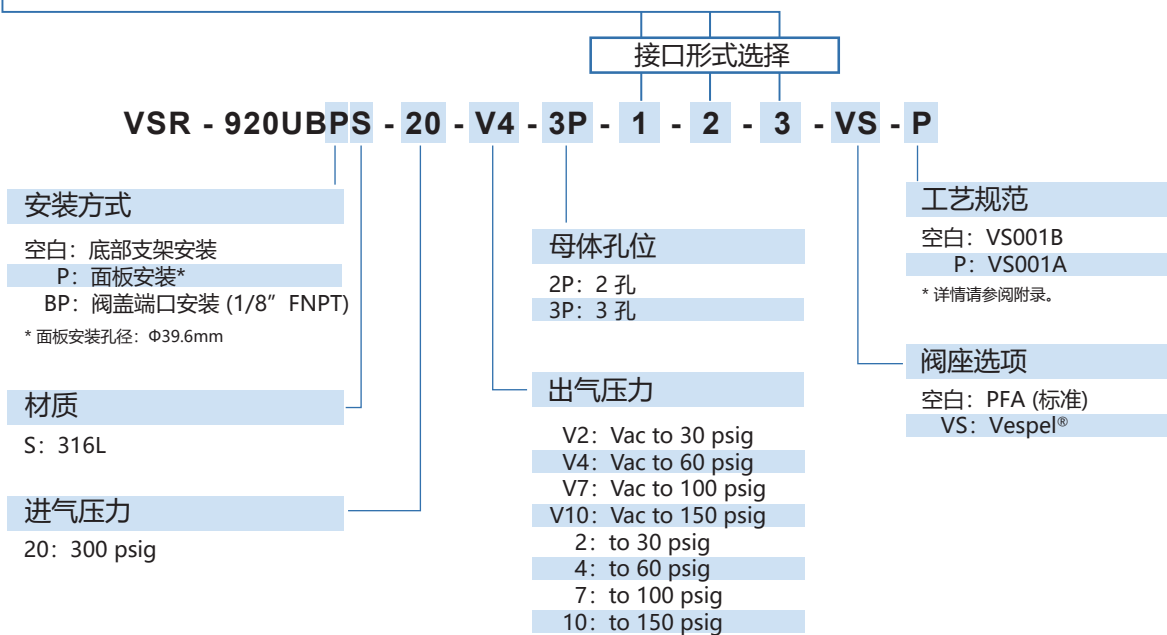 接口形式选择
VSR - 920UBPS - 20 - V4 - 3P - 1 - 2 - 3 - VS - P
安装方式
空白：底部支架安装
P：面板安装*
BP：阀盖端口安装 (1/8” FNPT)
* 面板安装孔径：Φ39.6mm
材质
S：316L
进气压力
20：300 psig
母体孔位
2P：2 孔
3P：3 孔
出气压力
V2：Vac to 30 psig
V4：Vac to 60 psig
V7：Vac to 100 psig
V10：Vac to 150 psig
2：to 30 psig
4：to 60 psig
7：to 100 psig
10：to 150 psig
工艺规范
空白：VS001B
P：VS001A
* 详情请参阅附录。
阀座选项
空白：PFA (标准)
VS：Vespel®